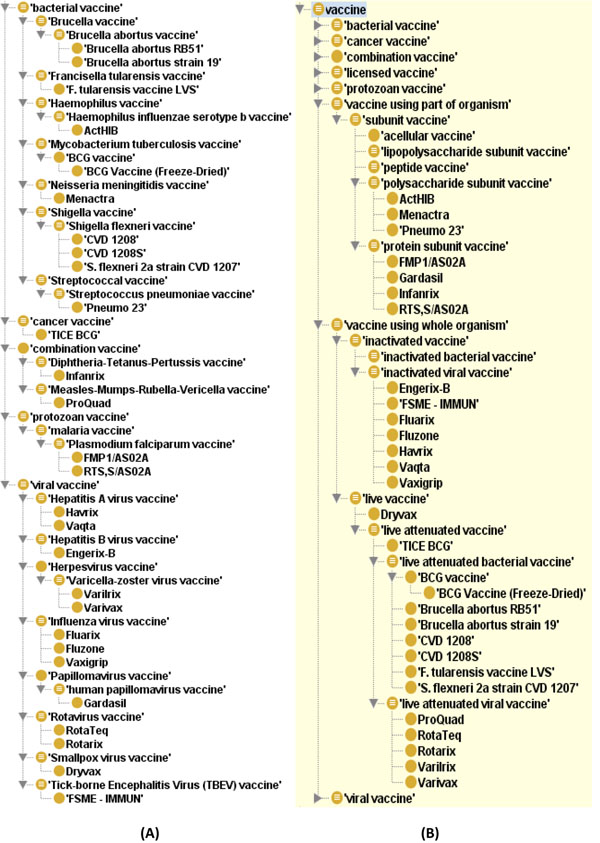 'bacterial vaccine'
'Brucella vaccine'
'Brucella abortus vaccine'
'Brucella abortus RB51'
'Brucella abortus strain 19'
'Francisella tularensis vaccine'
'F. tularensis vaccine LVS'
'Haemophilus vaccine'
'Haemophilus influenzae serotype b vaccine'
ActHIB
'Mycobacterium tuberculosis vaccine'
'BCG vaccine'
'BCG Vaccine (Freeze-Dried)'
'Neisseria meningitidis vaccine'
Menactra
'Shigella vaccine'
'Shigella flexneri vaccine'
'CVD 1208'
'CVD 1208S'
'S. flexneri 2a strain CVD 1207'
'Streptococcal vaccine'
'Streptococcus pneumoniae vaccine'
'Pneumo 23'
'cancer vaccine'
'TICE BCG'
'combination vaccine'
'Diphtheria-Tetanus-Pertussis vaccine'
Infanrix
'Measles-Mumps-Rubella-Vericella vaccine'
ProQuad
'protozoan vaccine'
'malaria vaccine'
'Plasmodium falciparum vaccine'
FMP1/AS02A
RTS,S/AS02A
'viral vaccine'
'Hepatitis A virus vaccine'
Havrix
Vaqta
'Hepatitis B virus vaccine'
Engerix-B
'Herpesvirus vaccine'
'Varicella-zoster virus vaccine'
Varilrix
Varivax
'Influenza virus vaccine'
Fluarix
Fluzone
Vaxigrip
'Papillomavirus vaccine'
'human papillomavirus vaccine'
Gardasil
'Rotavirus vaccine'
RotaTeq
Rotarix
'Smallpox virus vaccine'
Dryvax
'Tick-borne Encephalitis Virus (TBEV) vaccine'
'FSME - IMMUN'
(A)
vaccine
'bacterial vaccine'
'cancer vaccine'
'combination vaccine'
'licensed vaccine'
'protozoan vaccine'
'vaccine using part of organism'
'subunit vaccine'
'acellular vaccine'
'lipopolysaccharide subunit vaccine'
'peptide vaccine'
'polysaccharide subunit vaccine'
ActHIB
Menactra
'Pneumo 23'
'protein subunit vaccine'
FMP1/AS02A
Gardasil
Infanrix
RTS,S/AS02A
'vaccine using whole organism'
'inactivated vaccine'
'inactivated bacterial vaccine'
'inactivated viral vaccine'
Engerix-B
'FSME - IMMUN'
Fluarix
Fluzone
Havrix
Vaqta
Vaxigrip
'live vaccine'
Dryvax
'live attenuated vaccine'
'TICE BCG'
'live attenuated bacterial vaccine'
'BCG vaccine'
'BCG Vaccine (Freeze-Dried)'
'Brucella abortus RB51'
'Brucella abortus strain 19'
'CVD 1208'
'CVD 1208S'
'F. tularensis vaccine LVS'
'S. flexneri 2a strain CVD 1207'
'live attenuated viral vaccine'
ProQuad
RotaTeq
Rotarix
Varilrix
Varivax
'viral vaccine'
(B)